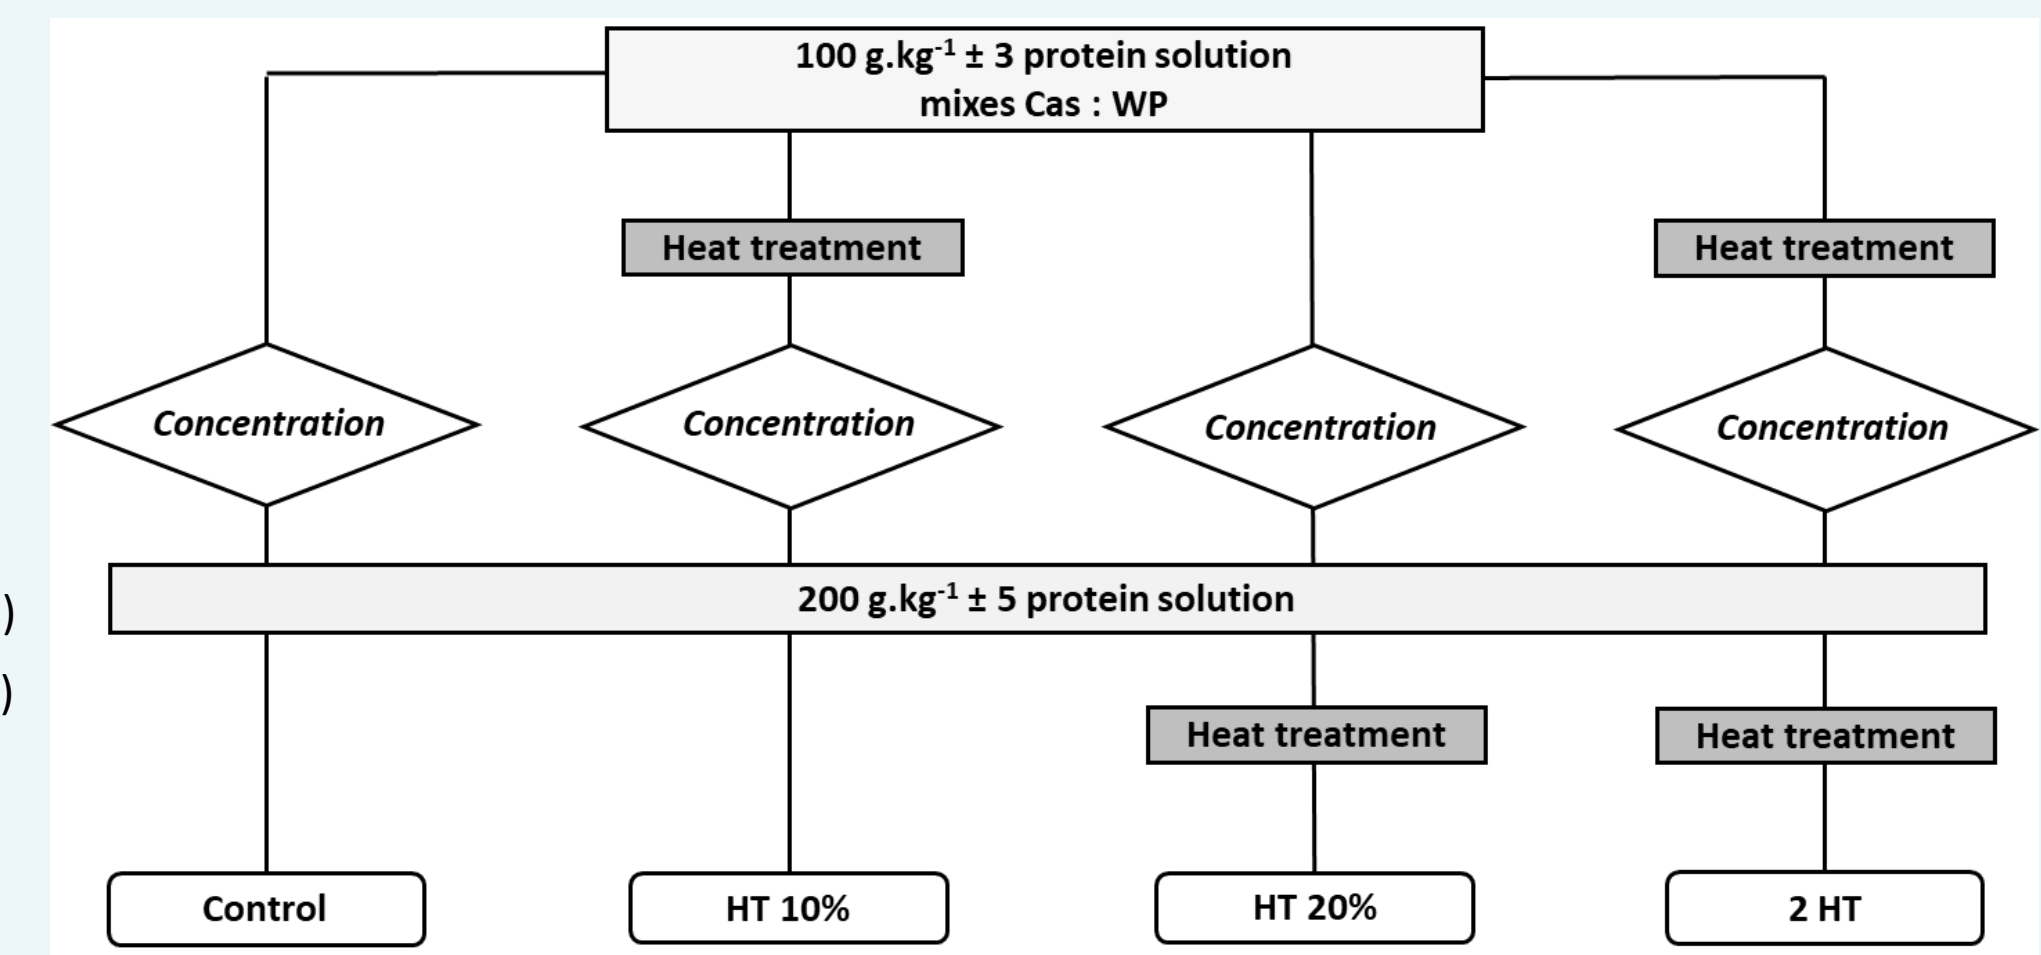 100 g.kg⁻¹ ± 3 protein solution
mixes Cas : WP
Heat treatment
Heat treatment
Concentration
Concentration
Concentration
Concentration
)
200 g.kg⁻¹ ± 5 protein solution
)
Heat treatment
Heat treatment
Control
HT 10%
HT 20%
2 HT